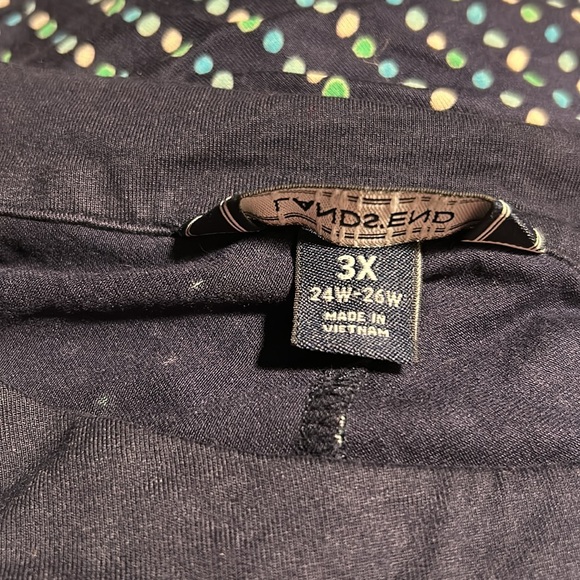 LANDS' END
3X
24W-26W
MADE IN
VIETNAM